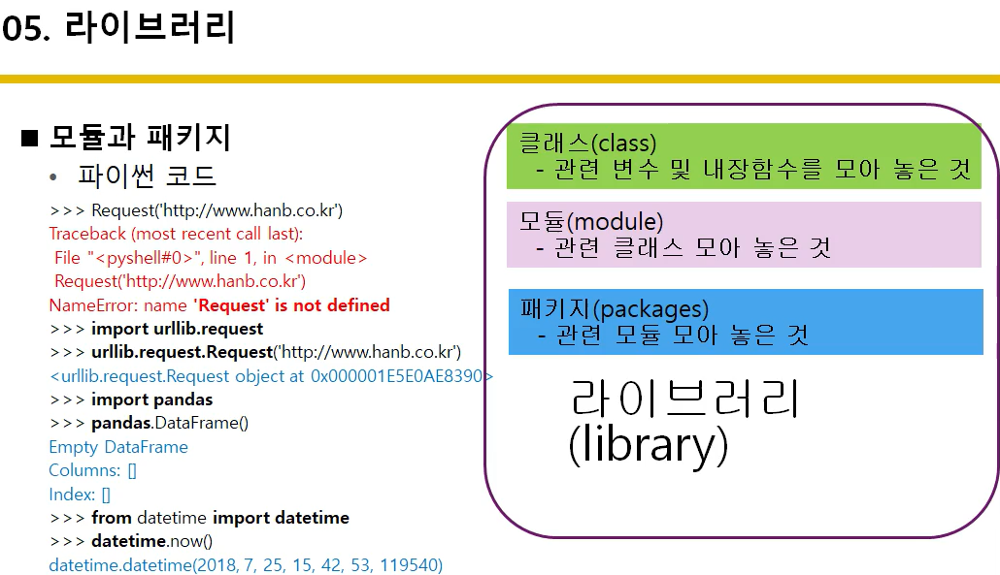 05. 라이브러리
■ 모듈과 패키지
• 파이썬 코드
>>> Request('http://www.hanb.co.kr')
Traceback (most recent call last):
File "<pyshell#0>", line 1, in <module>
Request('http://www.hanb.co.kr')
NameError: name 'Request' is not defined
>>> import urllib.request
>>> urllib.request.Request('http://www.hanb.co.kr')
<urllib.request.Request object at 0x000001E5E0AE8390>
>>> import pandas
>>> pandas.DataFrame()
Empty DataFrame
Columns: []
Index: []
>>> from datetime import datetime
>>> datetime.now()
datetime.datetime(2018, 7, 25, 15, 42, 53, 119540)
클래스(class)
- 관련 변수 및 내장함수를 모아 놓은 것
모듈(module)
- 관련 클래스 모아 놓은 것
패키지(packages)
- 관련 모듈 모아 놓은 것
라이브러리
(library)